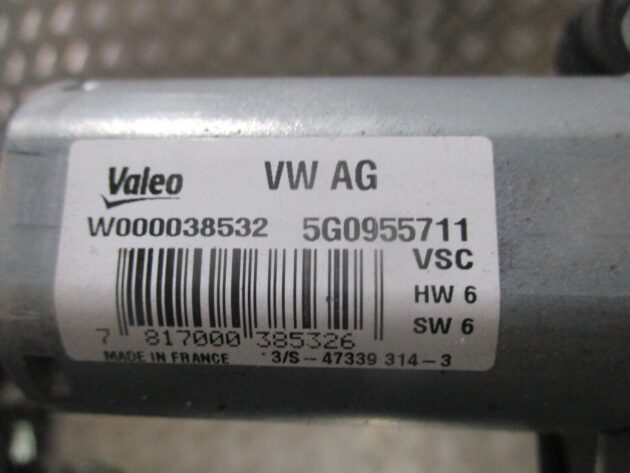 Valeo VW AG
W000038532 5G0955711
VSC
HW 6
SW 6
7 817000 385326
MADE IN FRANCE 3/S-47339 314-3